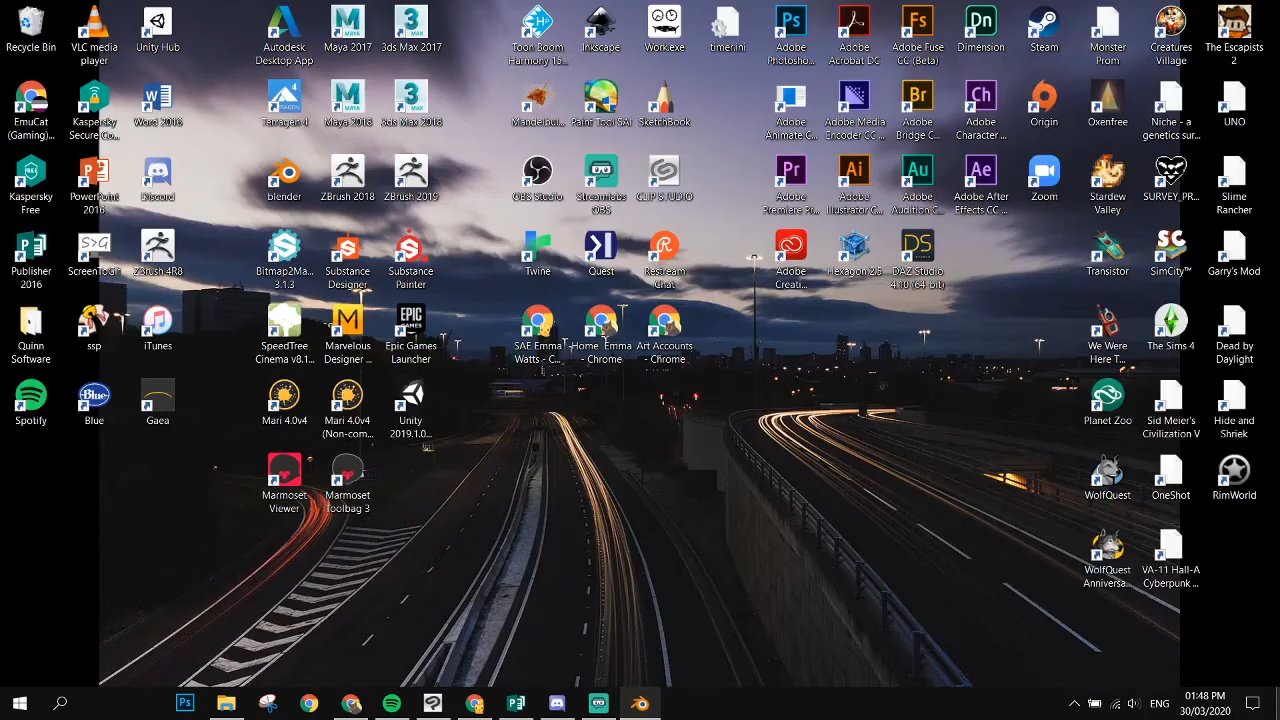 Recycle Bin
VLC media
player
Unity Hub
Autodesk
Desktop App
Maya 2017
3ds Max 2017
Toon Boom
Harmony 15...
Inkscape
Work.exe
timer.ini
Adobe
Photosho...
Adobe
Acrobat DC
Adobe Fuse
CC (Beta)
Dimension
Steam
Monster
Prom
Creatures
Village
The Escapists
2
EmuCat
(Gaming)...
Kaspersky
Secure Co...
Word 2016
Terragen 4
Maya 2018
3ds Max 2018
Mandelbul...
Paint Tool SAI
SketchBook
Adobe
Animate C...
Adobe Media
Encoder CC ...
Adobe
Bridge C...
Adobe
Character ...
Origin
Oxenfree
Niche - a
genetics sur...
UNO
Kaspersky
Free
PowerPoint
2016
Discord
blender
ZBrush 2018
ZBrush 2019
OBS Studio
Streamlabs
OBS
CLIP STUDIO
Adobe
Premiere Pr...
Adobe
Illustrator C...
Adobe
Audition C...
Adobe After
Effects CC ...
Zoom
Stardew
Valley
SURVEY_PR...
Slime
Rancher
Publisher
2016
ScreenToGif
ZBrush 4R8
Bitmap2Ma...
3.1.3
Substance
Designer
Substance
Painter
Twine
Quest
Restream
Chat
Adobe
Creati...
Hexagon 2.5
DAZ Studio
4.10 (64-bit)
Transistor
SimCity™
Garry's Mod
Quinn
Software
ssp
iTunes
SpeedTree
Cinema v8.1...
Marvelous
Designer ...
Epic Games
Launcher
SAE Emma
Watts - C...
Home Emma
- Chrome
Art Accounts
- Chrome
We Were
Here T...
The Sims 4
Dead by
Daylight
Spotify
Blue
Gaea
Mari 4.0v4
Mari 4.0v4
(Non-com...
Unity
2019.1.0...
Planet Zoo
Sid Meier's
Civilization V
Hide and
Shriek
Marmoset
Viewer
Marmoset
Toolbag 3
WolfQuest
OneShot
RimWorld
WolfQuest
Anniversa...
VA-11 Hall-A
Cyberpunk ...
ENG
01:48 PM
30/03/2020